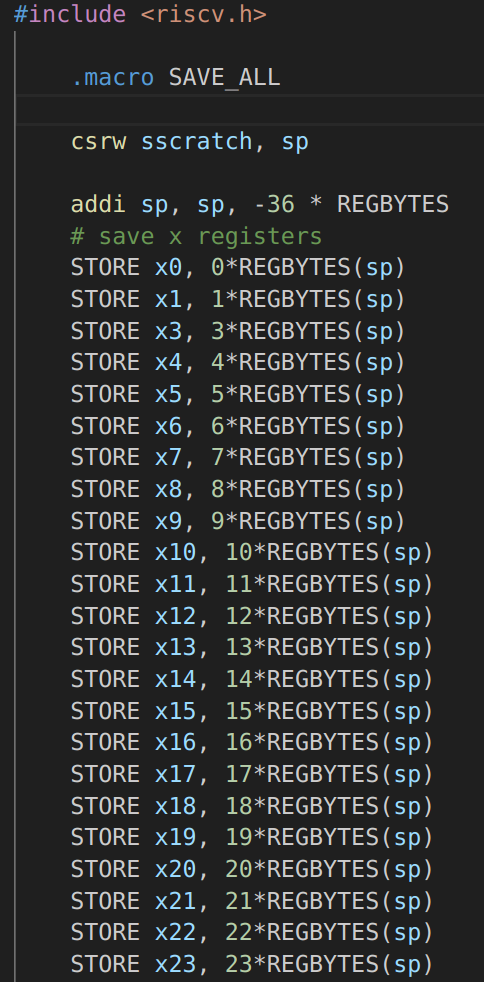 #include <riscv.h>
.macro SAVE_ALL
csrw sscratch, sp
addi sp, sp, -36 * REGBYTES
# save x registers
STORE x0, 0*REGBYTES(sp)
STORE x1, 1*REGBYTES(sp)
STORE x3, 3*REGBYTES(sp)
STORE x4, 4*REGBYTES(sp)
STORE x5, 5*REGBYTES(sp)
STORE x6, 6*REGBYTES(sp)
STORE x7, 7*REGBYTES(sp)
STORE x8, 8*REGBYTES(sp)
STORE x9, 9*REGBYTES(sp)
STORE x10, 10*REGBYTES(sp)
STORE x11, 11*REGBYTES(sp)
STORE x12, 12*REGBYTES(sp)
STORE x13, 13*REGBYTES(sp)
STORE x14, 14*REGBYTES(sp)
STORE x15, 15*REGBYTES(sp)
STORE x16, 16*REGBYTES(sp)
STORE x17, 17*REGBYTES(sp)
STORE x18, 18*REGBYTES(sp)
STORE x19, 19*REGBYTES(sp)
STORE x20, 20*REGBYTES(sp)
STORE x21, 21*REGBYTES(sp)
STORE x22, 22*REGBYTES(sp)
STORE x23, 23*REGBYTES(sp)